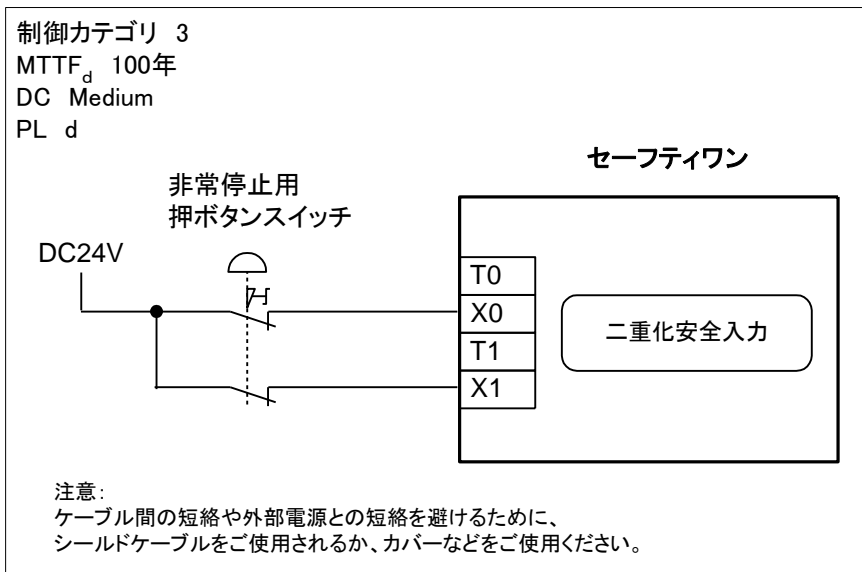 制御カテゴリ 3
MTTFd 100年
DC Medium
PL d
セーフティワン
非常停止用
押ボタンスイッチ
DC24V
T0
X0
T1
X1
二重化安全入力
注意:
ケーブル間の短絡や外部電源との短絡を避けるために、
シールドケーブルをご使用されるか、カバーなどをご使用ください。